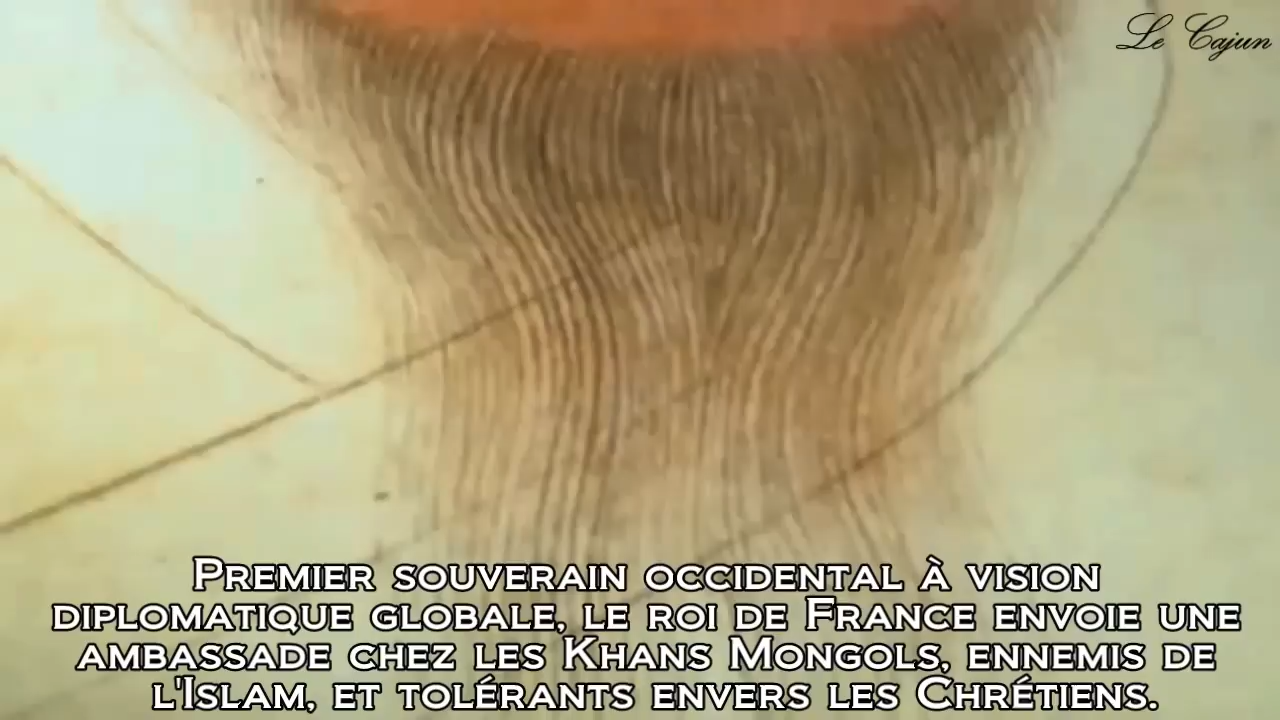 Le Cajun
Premier souverain occidental à vision
diplomatique globale, le roi de France envoie une
ambassade chez les Khans Mongols, ennemis de
l'Islam, et tolérants envers les Chrétiens.